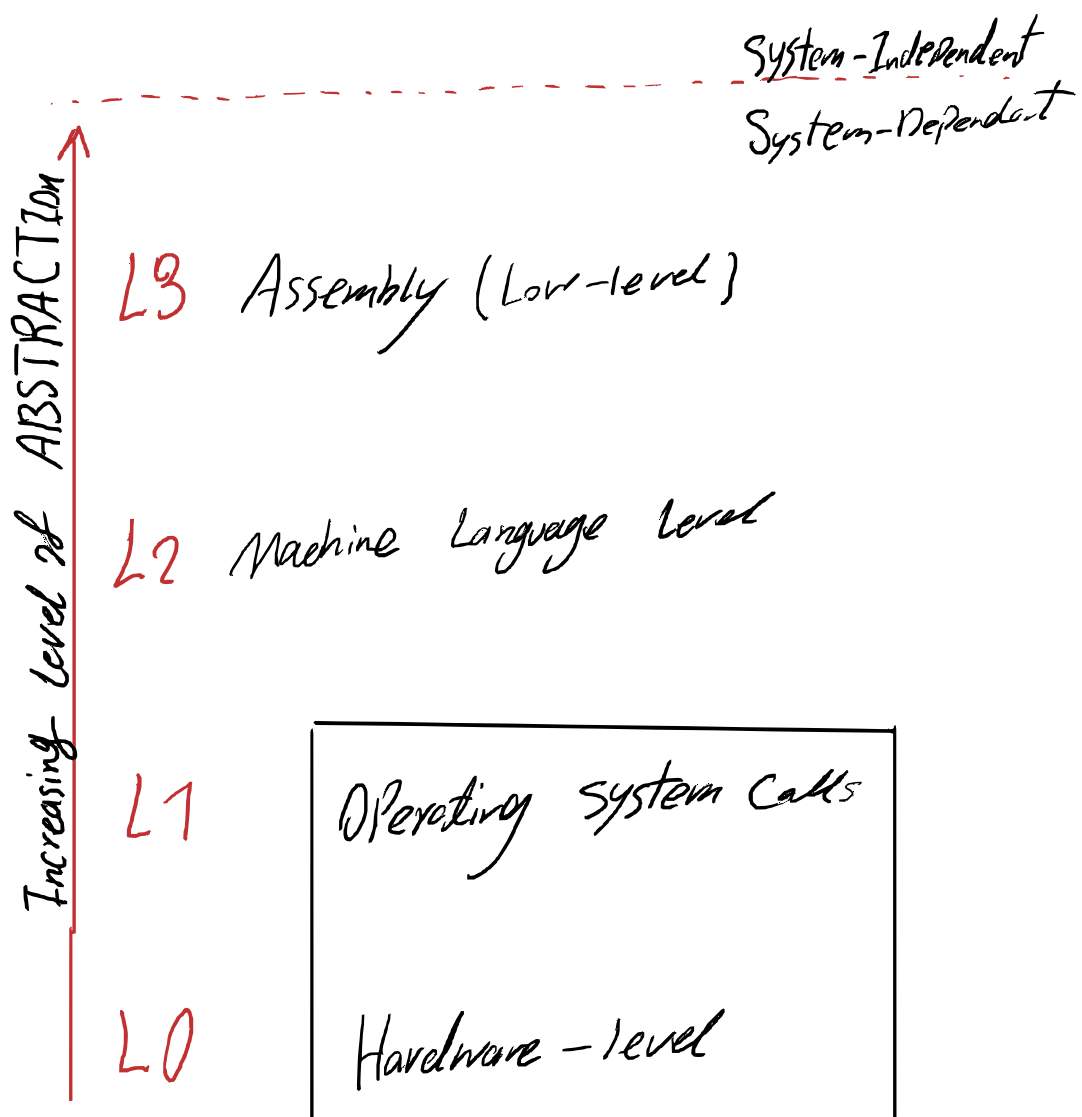 System-Independent
System-Dependent
Increasing level of ABSTRACTIon
L3 Assembly (Low-level)
L2 Machine Language level
L1 Operating system Calls
L0 Hardware-level